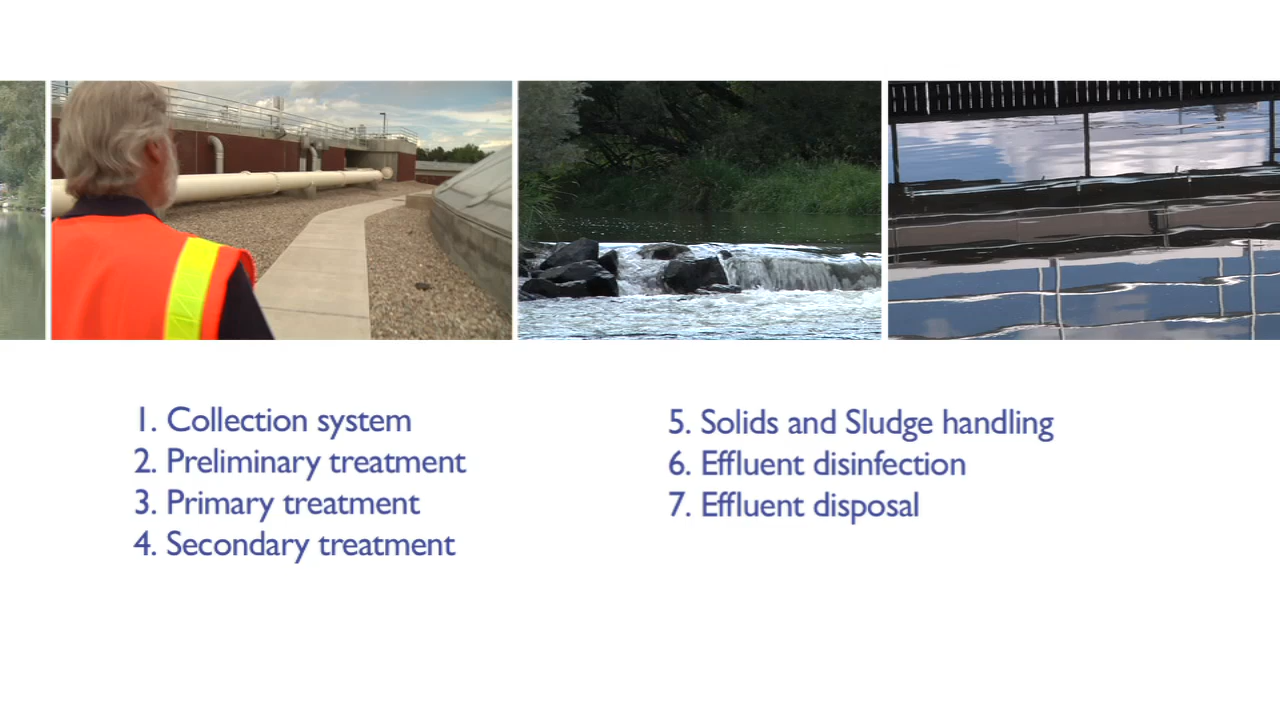 1. Collection system
2. Preliminary treatment
3. Primary treatment
4. Secondary treatment
5. Solids and Sludge handling
6. Effluent disinfection
7. Effluent disposal